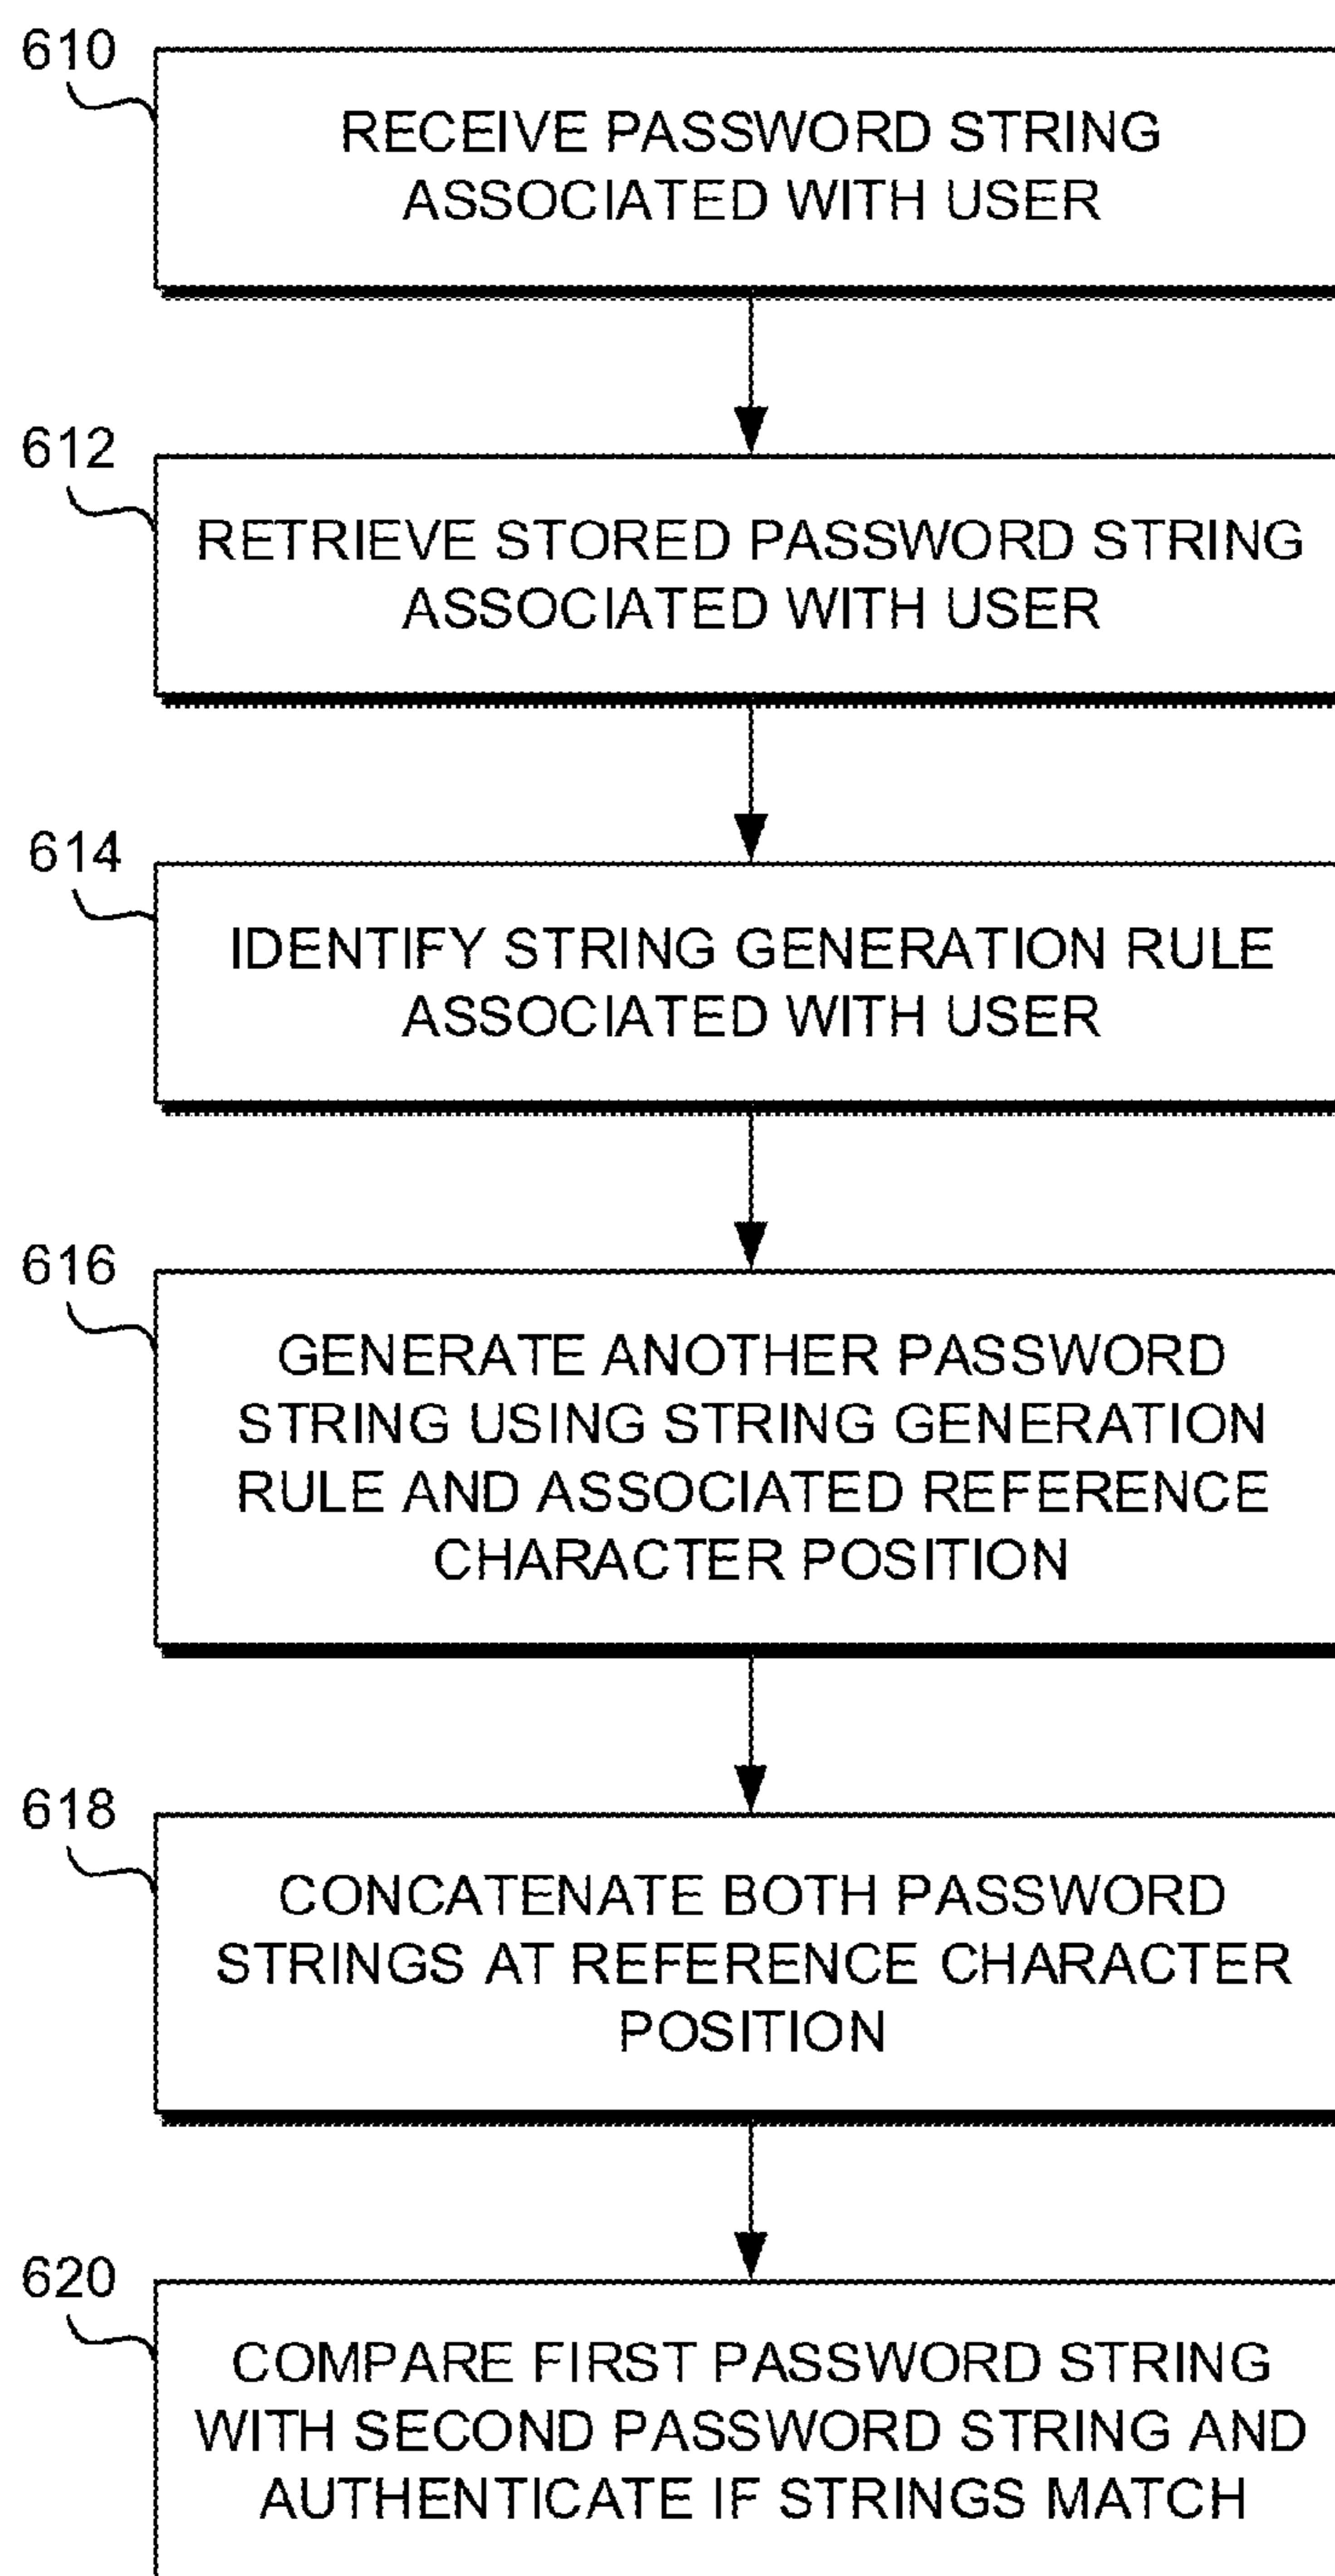 610
RECEIVE PASSWORD STRING
ASSOCIATED WITH USER
612
RETRIEVE STORED PASSWORD STRING
ASSOCIATED WITH USER
614
IDENTIFY STRING GENERATION RULE
ASSOCIATED WITH USER
616
GENERATE ANOTHER PASSWORD
STRING USING STRING GENERATION
RULE AND ASSOCIATED REFERENCE
CHARACTER POSITION
618
CONCATENATE BOTH PASSWORD
STRINGS AT REFERENCE CHARACTER
POSITION
620
COMPARE FIRST PASSWORD STRING
WITH SECOND PASSWORD STRING AND
AUTHENTICATE IF STRINGS MATCH